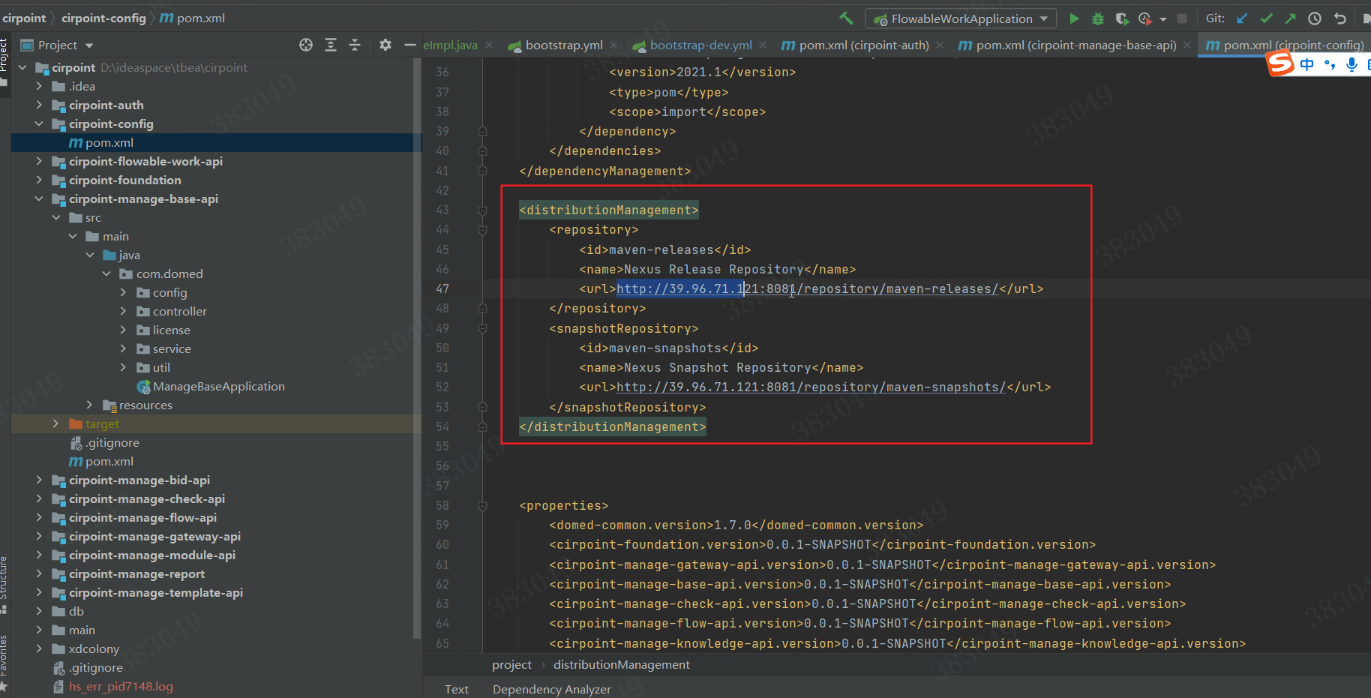 cirpoint cirpoint-config pom.xml
FlowableWorkApplication Git:
Project
eImpl.java bootstrap.yml bootstrap-dev.yml pom.xml (cirpoint-auth) pom.xml (cirpoint-manage-base-api) pom.xml (cirpoint-config)
S 中
Project
cirpoint D:\ideaspace\tbea\cirpoint
.idea
cirpoint-auth
cirpoint-config
pom.xml
cirpoint-flowable-work-api
cirpoint-foundation
cirpoint-manage-base-api
src
main
java
com.domed
config
controller
license
service
util
ManageBaseApplication
resources
target
.gitignore
pom.xml
cirpoint-manage-bid-api
cirpoint-manage-check-api
cirpoint-manage-flow-api
cirpoint-manage-gateway-api
cirpoint-manage-module-api
cirpoint-manage-report
cirpoint-manage-template-api
db
main
xdcolony
.gitignore
hs_err_pid7148.log
Structure
Favorites
36 <version>2021.1</version>
37 <type>pom</type>
38 <scope>import</scope>
39 </dependency>
40 </dependencies>
41 </dependencyManagement>
42
43 <distributionManagement>
44 <repository>
45 <id>maven-releases</id>
46 <name>Nexus Release Repository</name>
47 <url>http://39.96.71.121:8081/repository/maven-releases/</url>
48 </repository>
49 <snapshotRepository>
50 <id>maven-snapshots</id>
51 <name>Nexus Snapshot Repository</name>
52 <url>http://39.96.71.121:8081/repository/maven-snapshots/</url>
53 </snapshotRepository>
54 </distributionManagement>
55
56
57
58 <properties>
59 <domed-common.version>1.7.0</domed-common.version>
60 <cirpoint-foundation.version>0.0.1-SNAPSHOT</cirpoint-foundation.version>
61 <cirpoint-manage-gateway-api.version>0.0.1-SNAPSHOT</cirpoint-manage-gateway-api.version>
62 <cirpoint-manage-base-api.version>0.0.1-SNAPSHOT</cirpoint-manage-base-api.version>
63 <cirpoint-manage-check-api.version>0.0.1-SNAPSHOT</cirpoint-manage-check-api.version>
64 <cirpoint-manage-flow-api.version>0.0.1-SNAPSHOT</cirpoint-manage-flow-api.version>
65 <cirpoint-manage-knowledge-api.version>0.0.1-SNAPSHOT</cirpoint-manage-knowledge-api.version>
project distributionManagement
Text Dependency Analyzer
383049